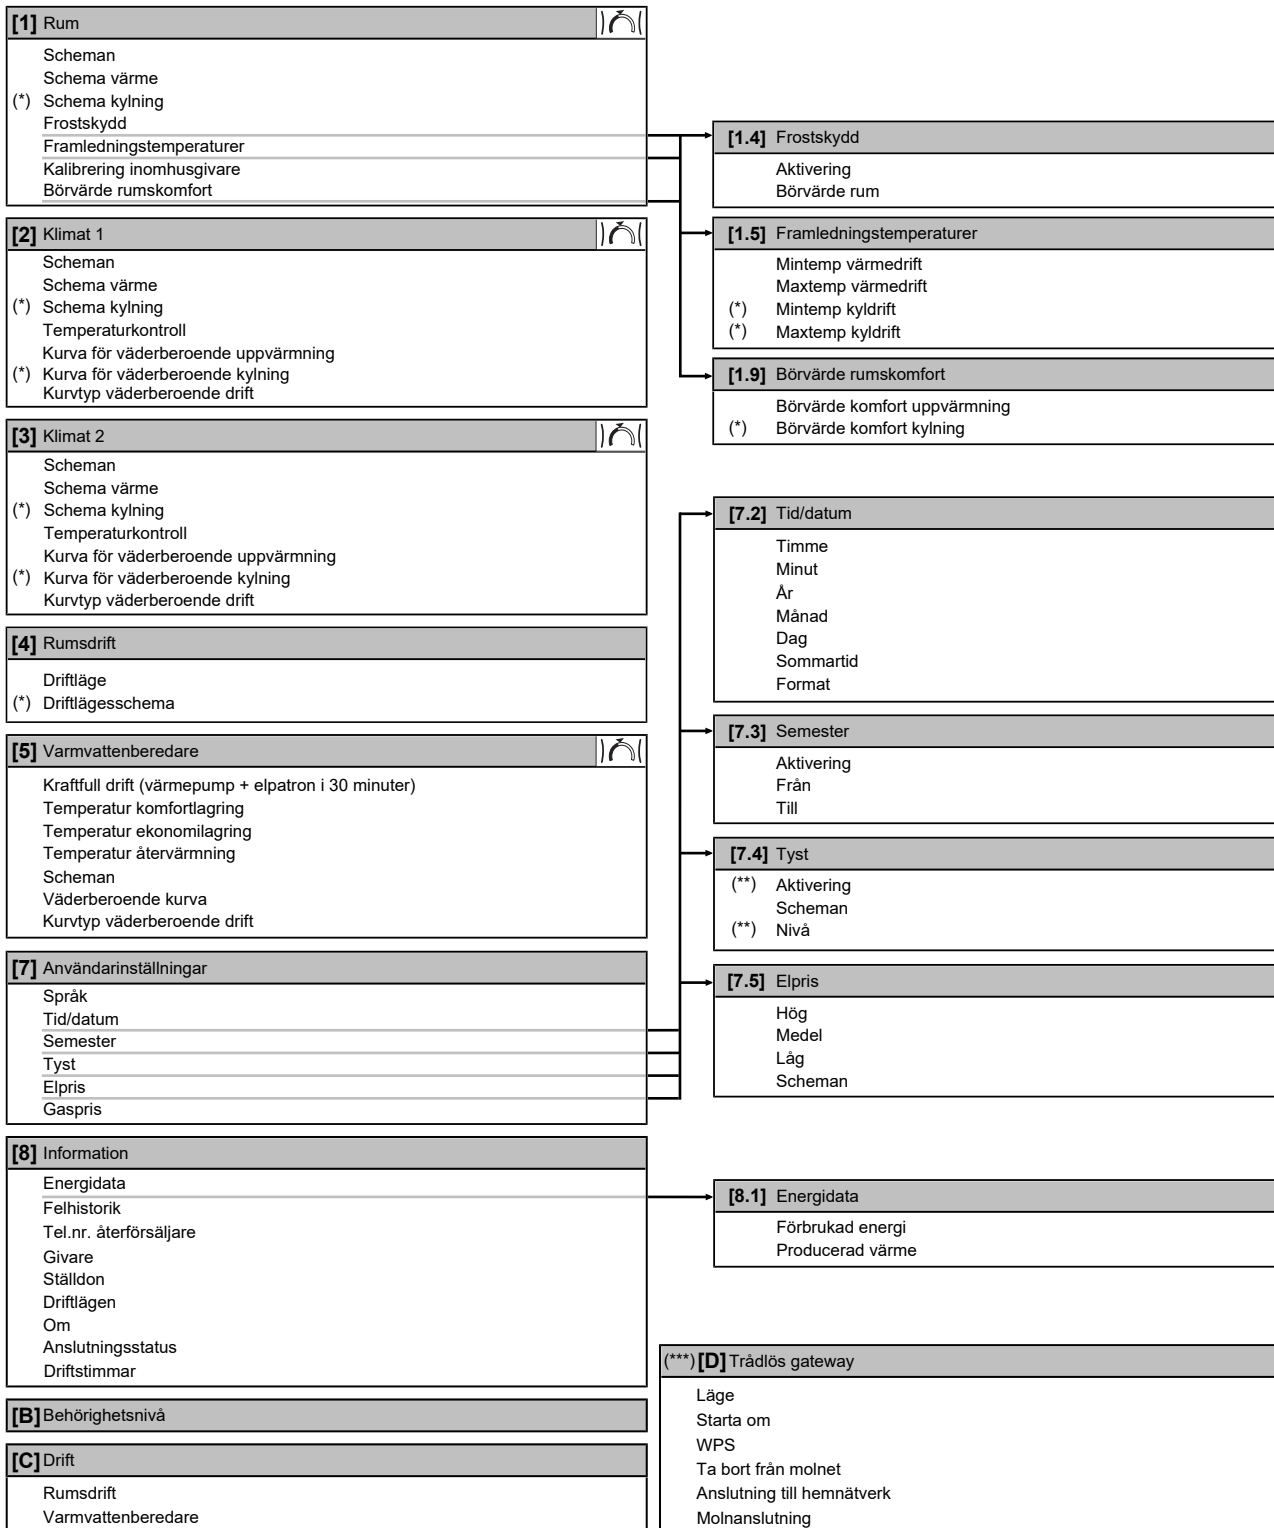 [1] Rum
Scheman
Schema värme
(*) Schema kylning
Frostskydd
Framledningstemperaturer
Kalibrering inomhusgivare
Börvärde rumskomfort
[2] Klimat 1
Scheman
Schema värme
(*) Schema kylning
Temperaturkontroll
Kurva för väderberoende uppvärmning
(*) Kurva för väderberoende kylning
Kurvtyp väderberoende drift
[3] Klimat 2
Scheman
Schema värme
(*) Schema kylning
Temperaturkontroll
Kurva för väderberoende uppvärmning
(*) Kurva för väderberoende kylning
Kurvtyp väderberoende drift
[4] Rumsdrift
Driftläge
(*) Driftlägesschema
[5] Varmvattenberedare
Kraftfull drift (värmepump + elpatron i 30 minuter)
Temperatur komfortlagring
Temperatur ekonomilagring
Temperatur återvärmning
Scheman
Väderberoende kurva
Kurvtyp väderberoende drift
[7] Användarinställningar
Språk
Tid/datum
Semester
Tyst
Elpris
Gaspris
[8] Information
Energidata
Felhistorik
Tel.nr. återförsäljare
Givare
Ställdon
Driftlägen
Om
Anslutningsstatus
Driftstimmar
[B] Behörighetsnivå
[C] Drift
Rumsdrift
Varmvattenberedare
[1.4] Frostskydd
Aktivering
Börvärde rum
[1.5] Framledningstemperaturer
Mintemp värmedrift
Maxtemp värmedrift
(*) Mintemp kyldrift
(*) Maxtemp kyldrift
[1.9] Börvärde rumskomfort
Börvärde komfort uppvärmning
(*) Börvärde komfort kylning
[7.2] Tid/datum
Timme
Minut
År
Månad
Dag
Sommartid
Format
[7.3] Semester
Aktivering
Från
Till
[7.4] Tyst
(**) Aktivering
Scheman
(**) Nivå
[7.5] Elpris
Hög
Medel
Låg
Scheman
[8.1] Energidata
Förbrukad energi
Producerad värme
(***) [D] Trådlös gateway
Läge
Starta om
WPS
Ta bort från molnet
Anslutning till hemnätverk
Molnanslutning